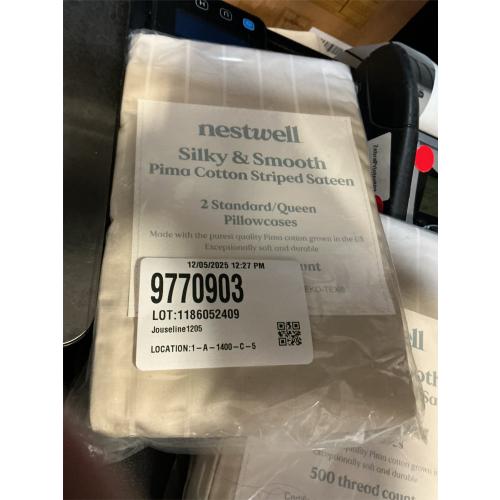 H
nestwell
Silky & Smooth
Pima Cotton Striped Sateen
2 Standard/Queen
Pillowcases
Made with the purest quality Pima cotton grown in the US
Exceptionally soft and durable
12/05/2025 12:27 PM
9770903
LOT:1186052409
Jouseline1205
LOCATION:1-A-1400-C-5
500 thread count